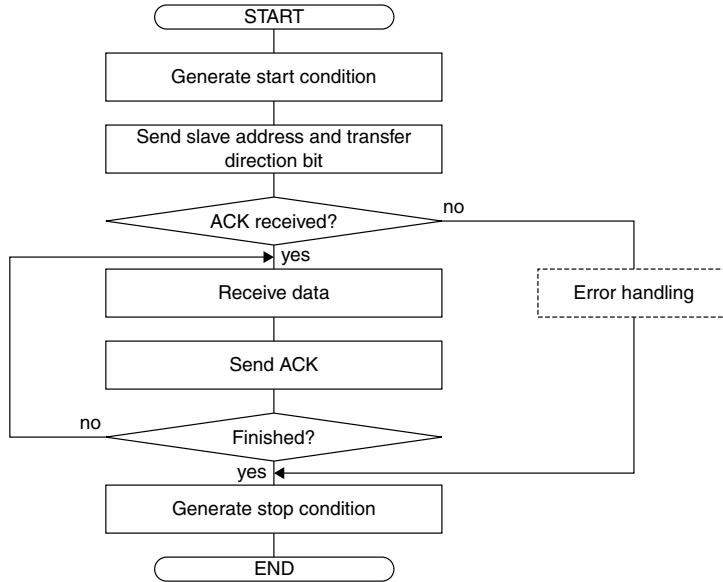 START
Generate start condition
Send slave address and transfer
direction bit
ACK received?
no
yes
Receive data
Error handling
Send ACK
no
Finished?
yes
Generate stop condition
END